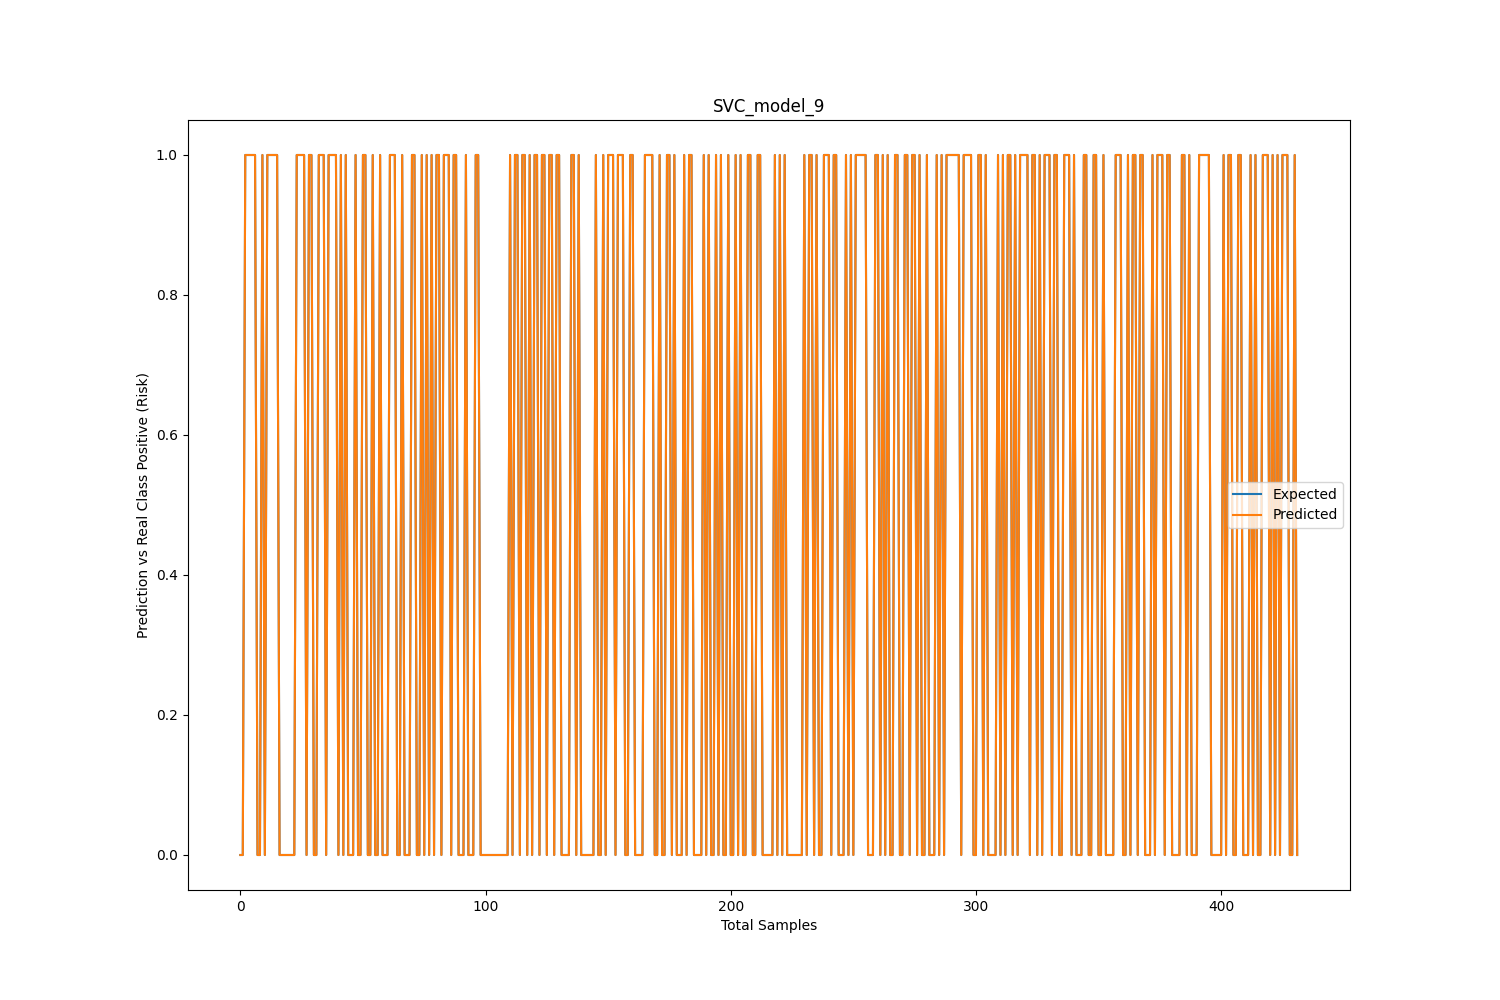 SVC_model_9
1.0
0.8
0.6
0.4
0.2
0.0
Prediction vs Real Class Positive (Risk)
Expected
Predicted
0
100
200
300
400
Total Samples